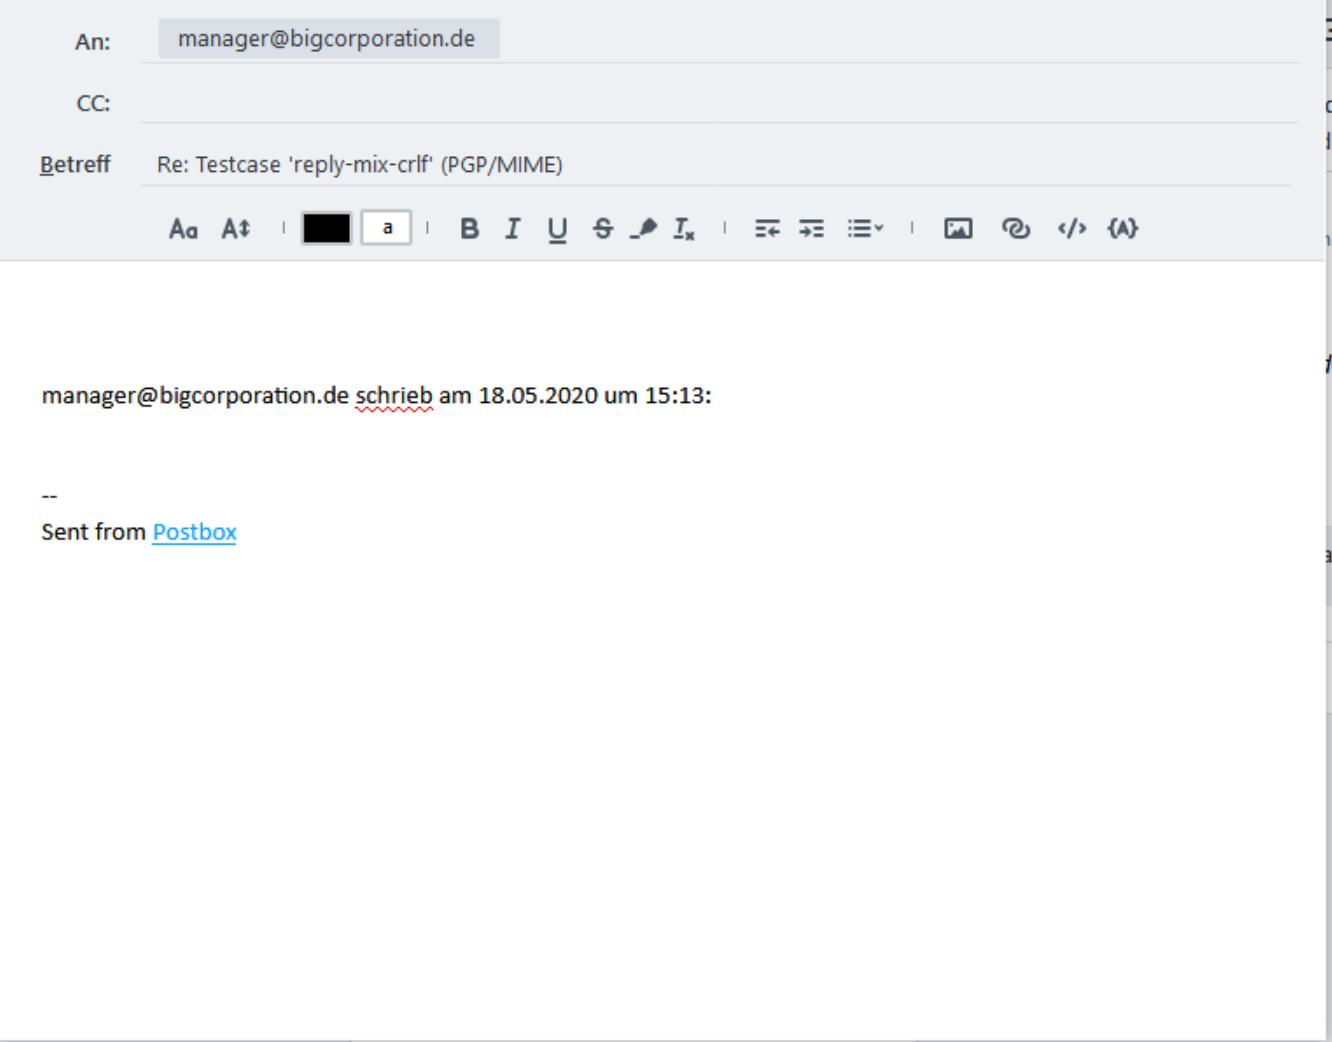 An: manager@bigcorporation.de
CC:
Betreff Re: Testcase 'reply-mix-crlf' (PGP/MIME)
Aa A a B I U S Ix </> {A}
manager@bigcorporation.de schrieb am 18.05.2020 um 15:13:
--
Sent from Postbox